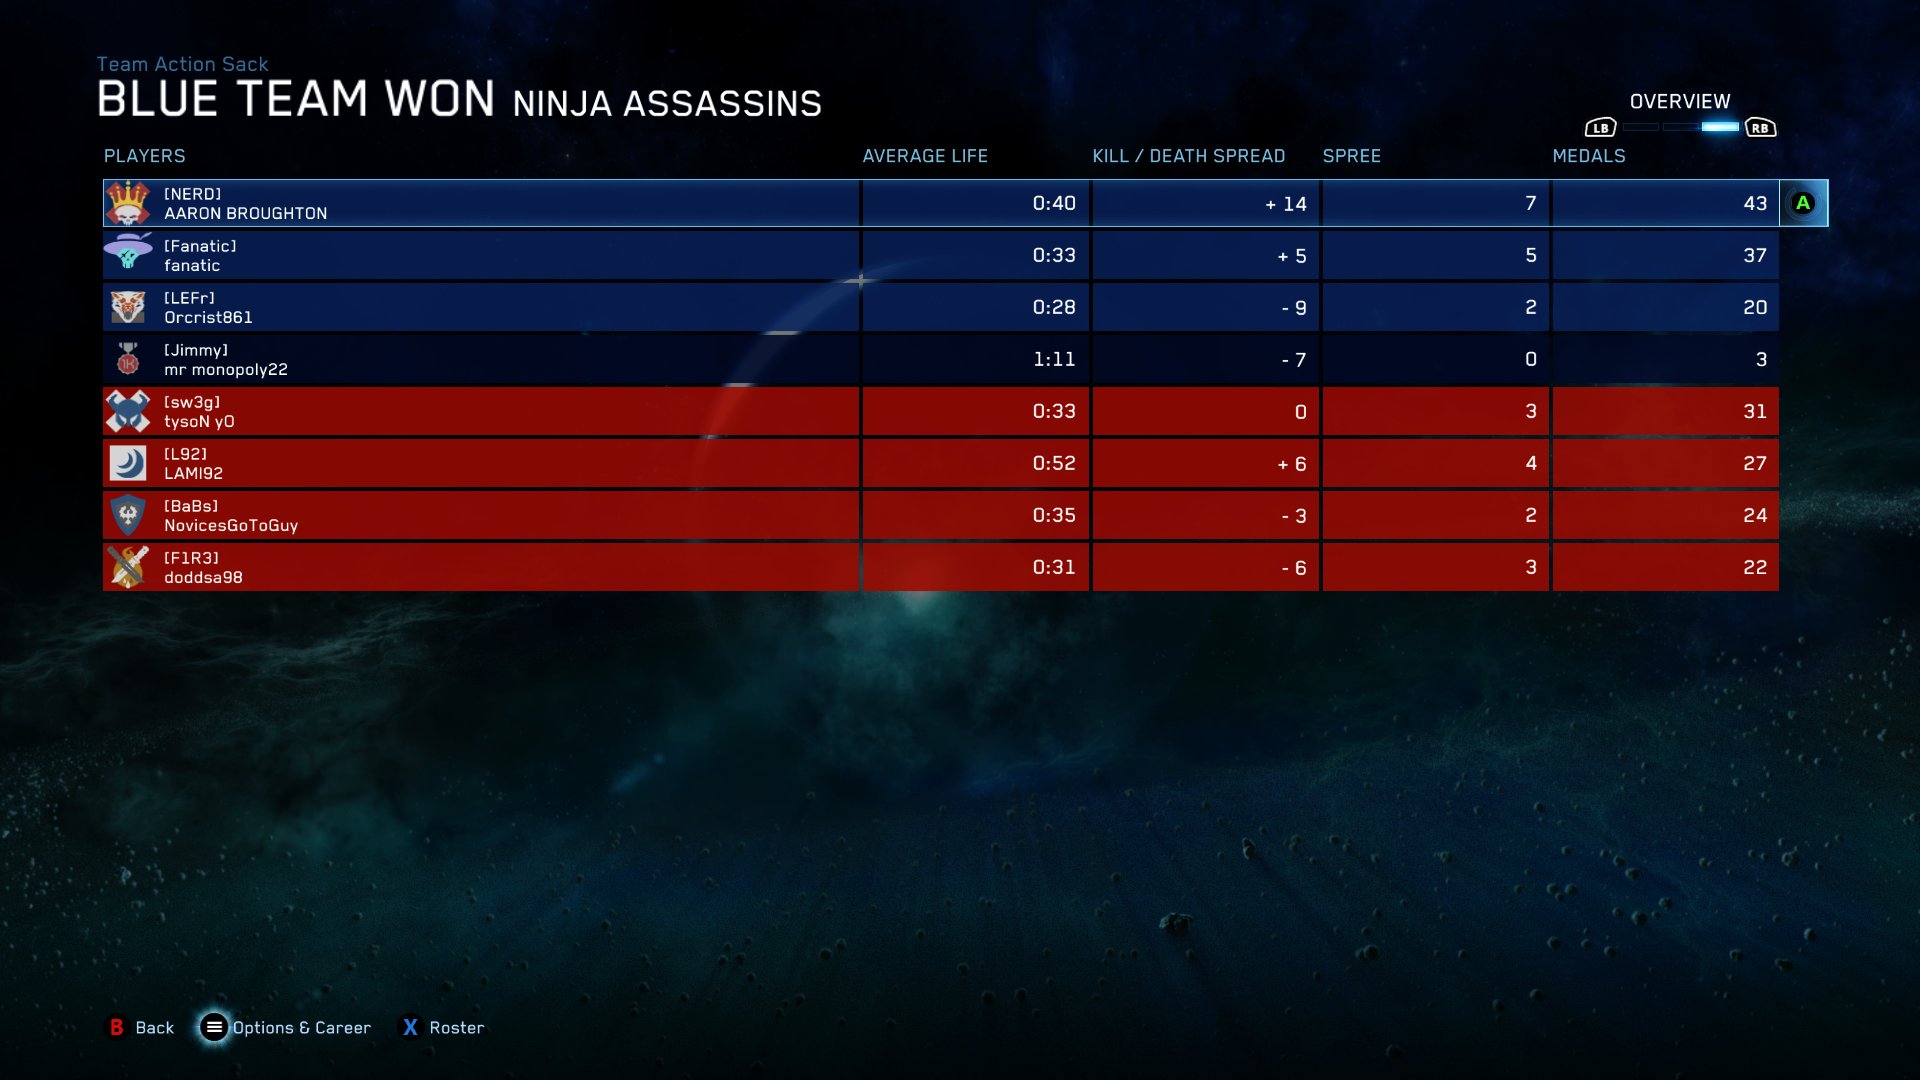 Team Action Sack
BLUE TEAM WON NINJA ASSASSINS
OVERVIEW
LB RB
PLAYERS AVERAGE LIFE KILL / DEATH SPREAD SPREE MEDALS
[NERD]
AARON BROUGHTON 0:40 + 14 7 43 A
[Fanatic]
fanatic 0:33 + 5 5 37
[LEFr]
Orcrist861 0:28 - 9 2 20
1K
[Jimmy]
mr monopoly22 1:11 - 7 0 3
[sw3g]
tysoN yO 0:33 0 3 31
[L92]
LAMI92 0:52 + 6 4 27
[BaBs]
NovicesGoToGuy 0:35 - 3 2 24
[F1R3]
doddsa98 0:31 - 6 3 22
B Back Options & Career X Roster